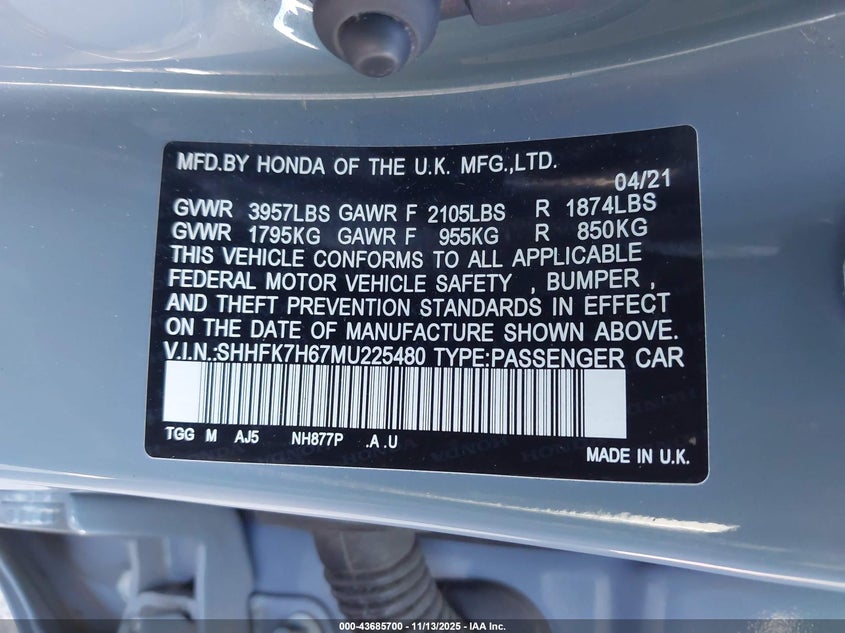 MFD.BY HONDA OF THE U.K. MFG.,LTD.
04/21
GVWR 3957LBS GAWR F 2105LBS R 1874LBS
GVWR 1795KG GAWR F 955KG R 850KG
THIS VEHICLE CONFORMS TO ALL APPLICABLE
FEDERAL MOTOR VEHICLE SAFETY , BUMPER ,
AND THEFT PREVENTION STANDARDS IN EFFECT
ON THE DATE OF MANUFACTURE SHOWN ABOVE.
V.I.N.:SHHFK7H67MU225480 TYPE:PASSENGER CAR
TGG M AJ5 NH877P .A .U
MADE IN U.K.
000-43685700 - 11/13/2025 - IAA Inc.